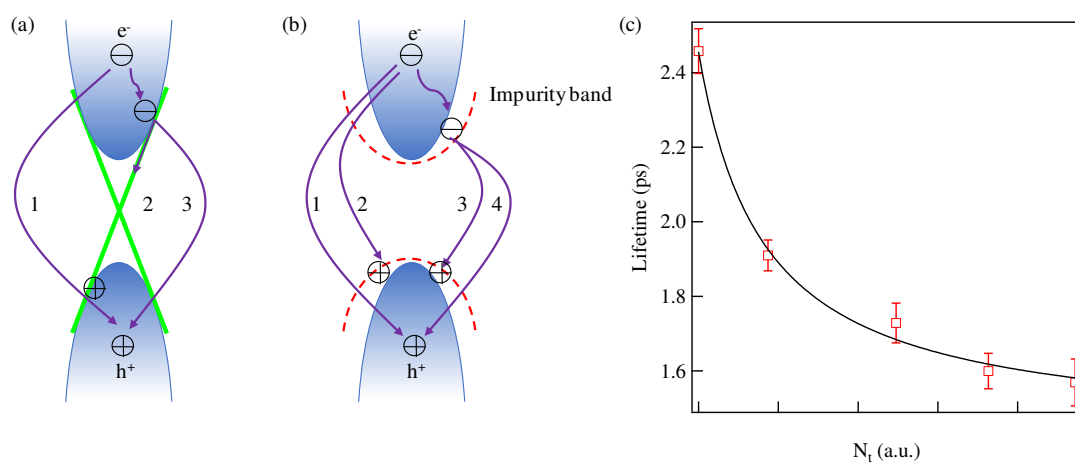 (a)
e-
1
2
3
h+
(b)
e-
Impurity band
1
2
3
4
h+
(c)
Lifetime (ps)
2.4
2.2
2.0
1.8
1.6
Nt (a.u.)